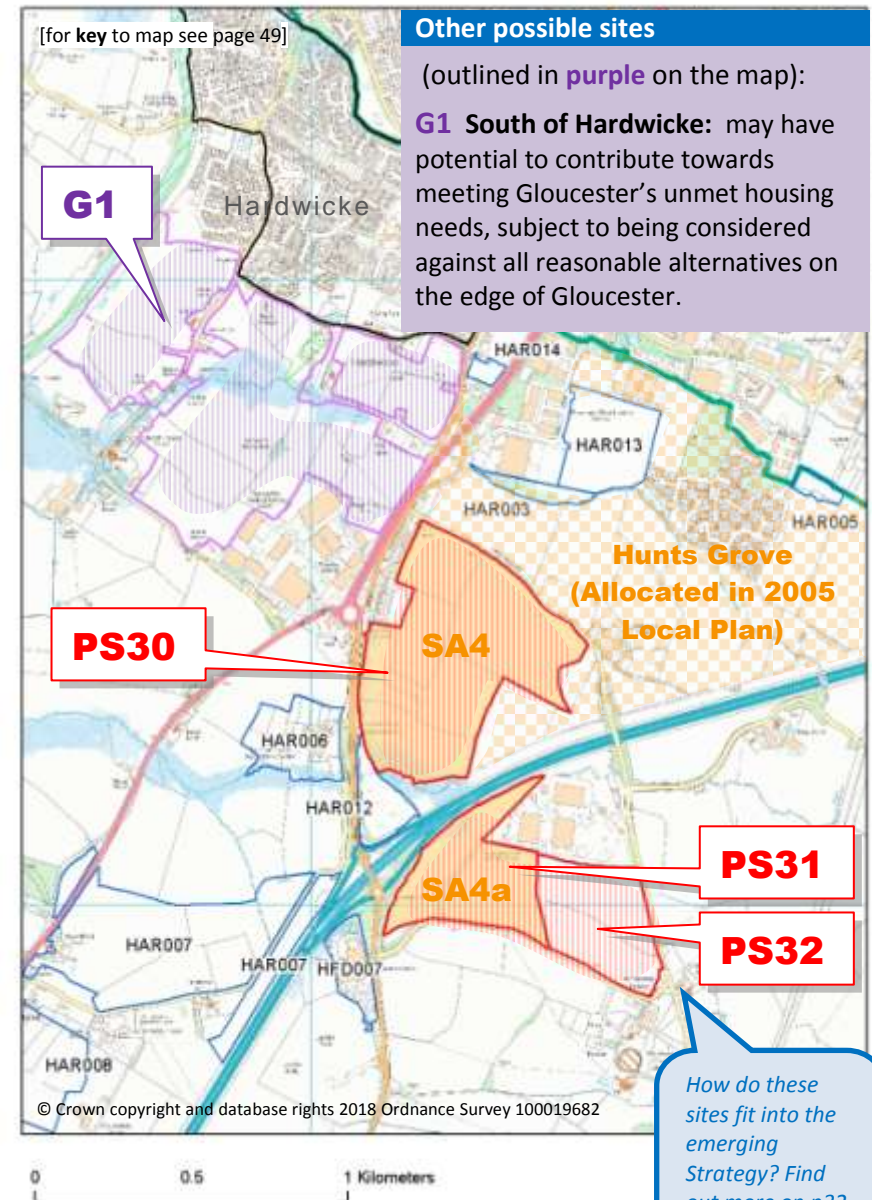 [for key to map see page 49]
Other possible sites
(outlined in purple on the map):
G1 South of Hardwicke: may have
potential to contribute towards
meeting Gloucester's unmet housing
needs, subject to being considered
against all reasonable alternatives on
the edge of Gloucester.
G1
Hardwicke
HAR014
HAR013
HAR003
HAR005
Hunts Grove
(Allocated in 2005
Local Plan)
PS30
SA4
HAR006
HAR012
PS31
SA4a
PS32
HAR007
HAR007
HFD007
HAR008
How do these
sites fit into the
emerging
Strategy? Find
© Crown copyright and database rights 2018 Ordnance Survey 100019682
0 0.5 1 Kilometers